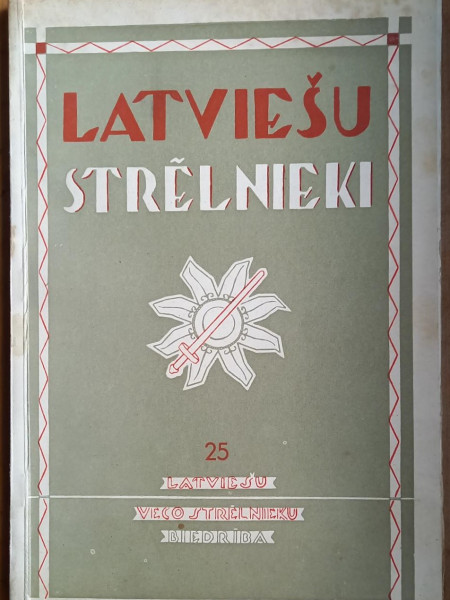 LATVIEŠU
STRĒLNIEKI
25
LATVIEŠU
VECO STRĒLNIEKU
BIEDRĪBA